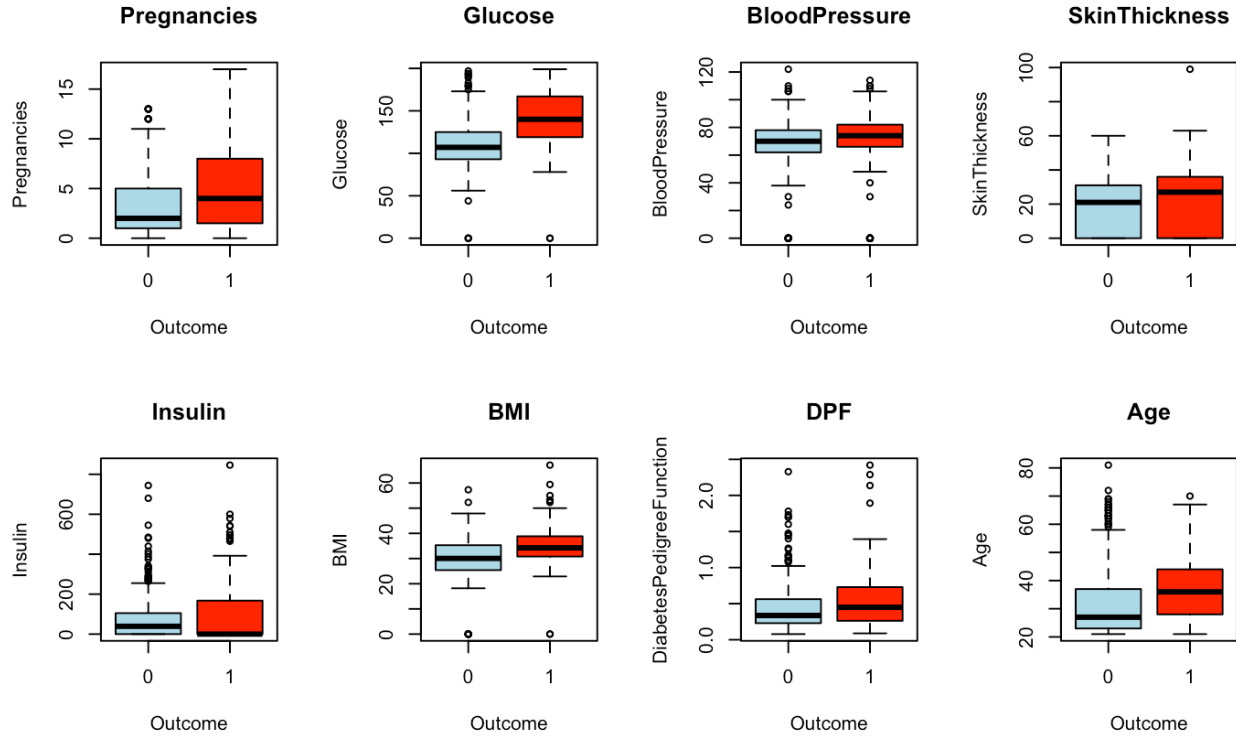 Pregnancies
Pregnancies
15
10
5
0
0 1
Outcome
Glucose
Glucose
150
50
0
0 1
Outcome
BloodPressure
BloodPressure
120
80
40
0
0 1
Outcome
SkinThickness
SkinThickness
100
60
20
0
0 1
Outcome
Insulin
Insulin
600
200
0
0 1
Outcome
BMI
BMI
60
40
20
0
0 1
Outcome
DPF
DiabetesPedigreeFunction
2.0
1.0
0.0
0 1
Outcome
Age
Age
80
60
40
20
0 1
Outcome